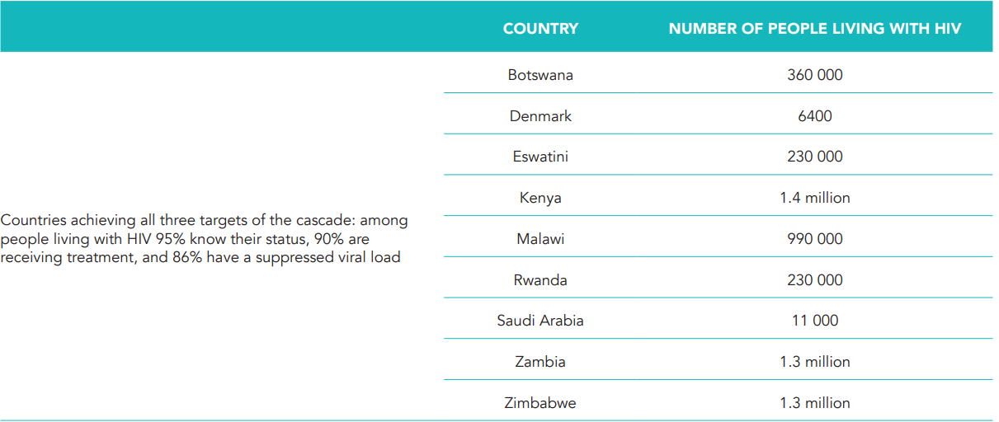 COUNTRY NUMBER OF PEOPLE LIVING WITH HIV
Botswana 360 000
Denmark 6400
Eswatini 230 000
Kenya 1.4 million
Countries achieving all three targets of the cascade: among
people living with HIV 95% know their status, 90% are
receiving treatment, and 86% have a suppressed viral load
Malawi 990 000
Rwanda 230 000
Saudi Arabia 11 000
Zambia 1.3 million
Zimbabwe 1.3 million